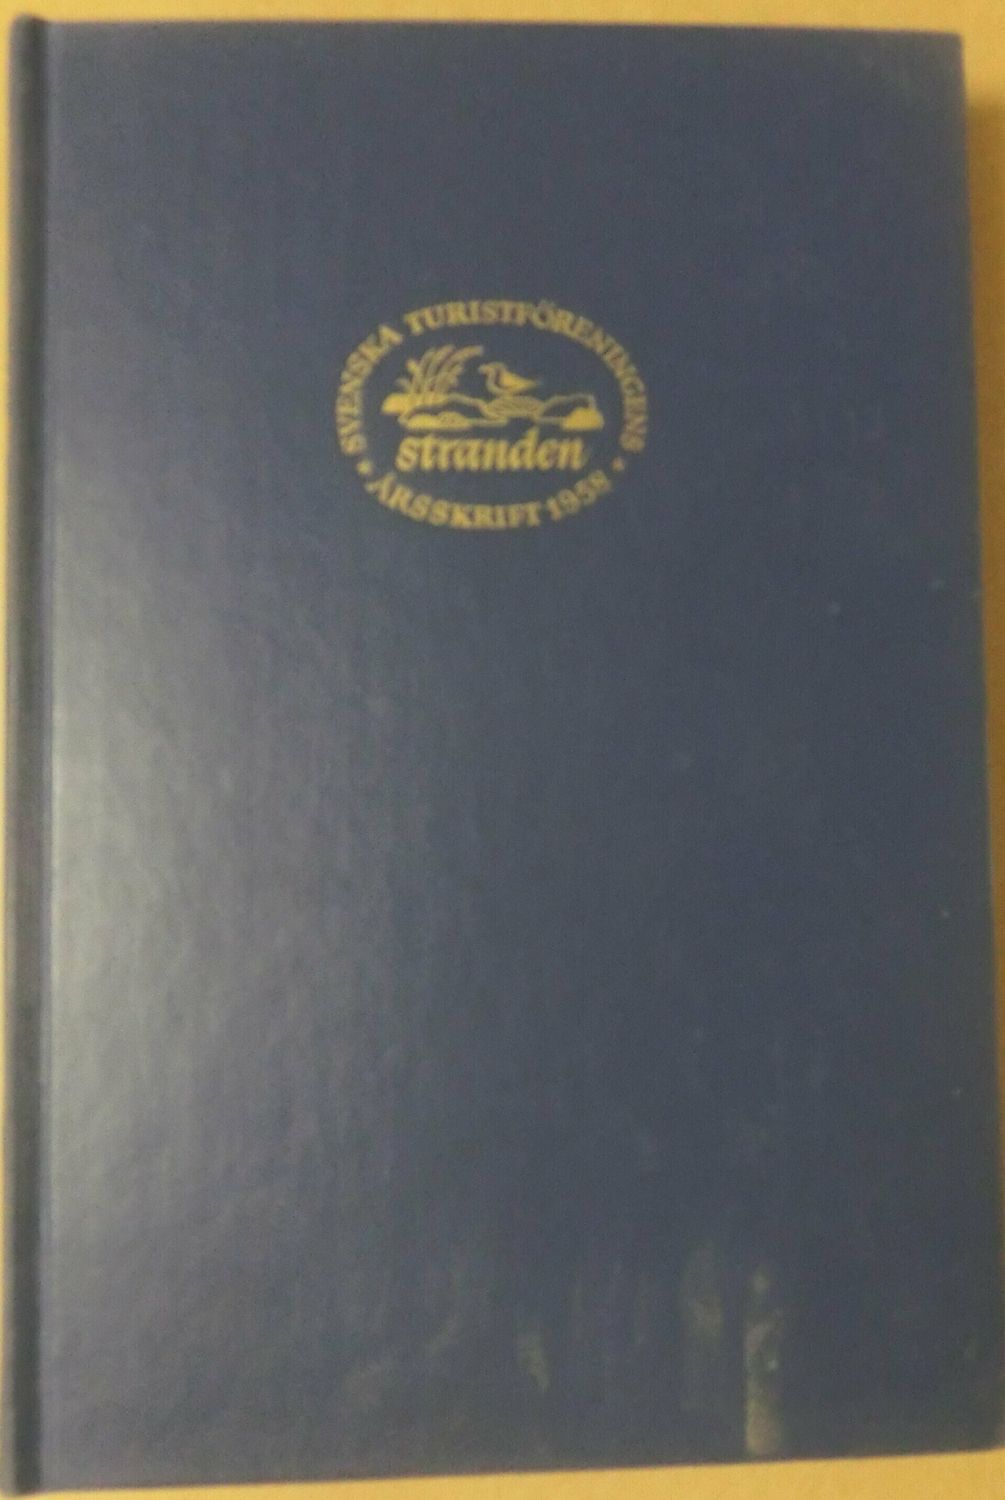 SVENSKA TURISTFÖRENINGENS
stranden
ÅRSSKRIFT 1958